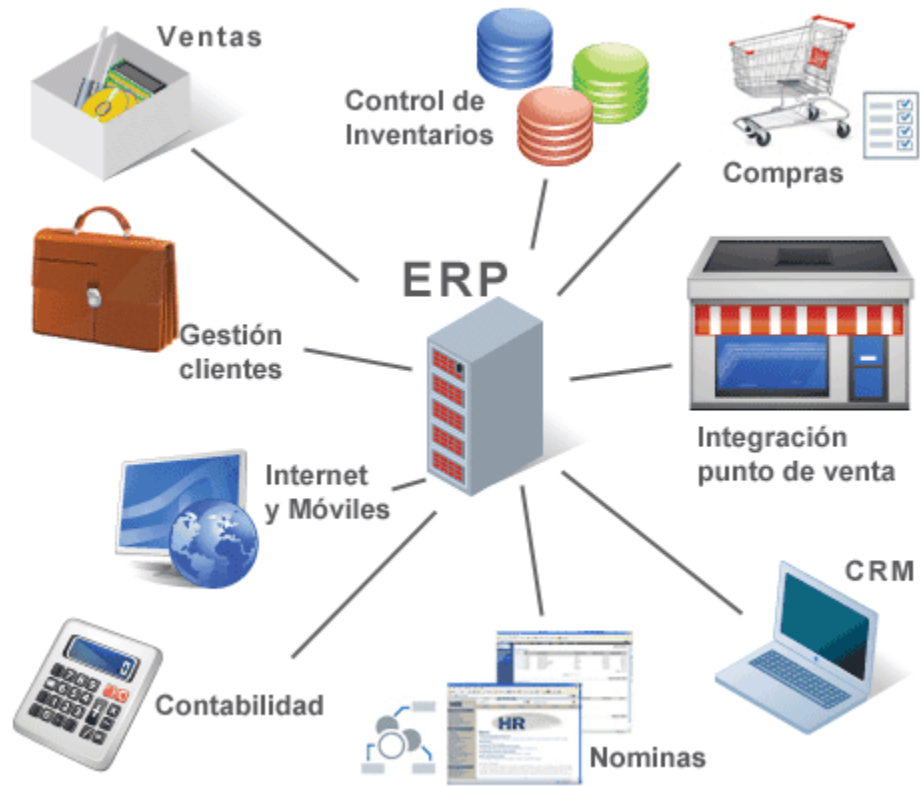 Ventas
Control de
Inventarios
Compras
ERP
Gestión
clientes
Integración
punto de venta
Internet
y Móviles
CRM
Contabilidad
HR
Nominas